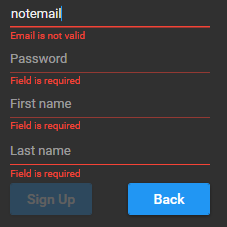 notemail
Email is not valid
Password
Field is required
First name
Field is required
Last name
Field is required
Sign Up Back